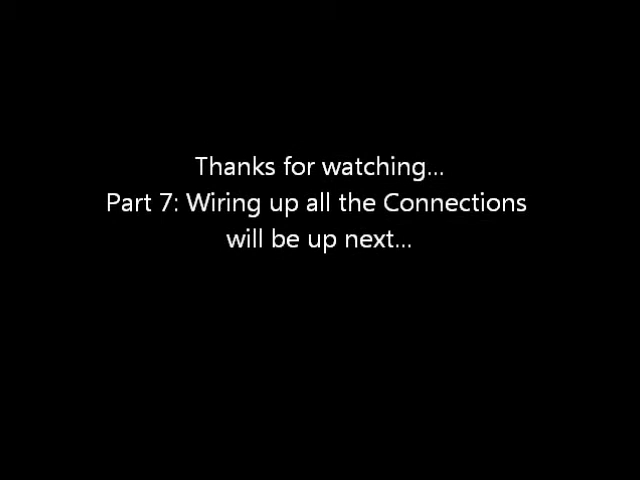 Thanks for watching...
Part 7: Wiring up all the Connections
will be up next...